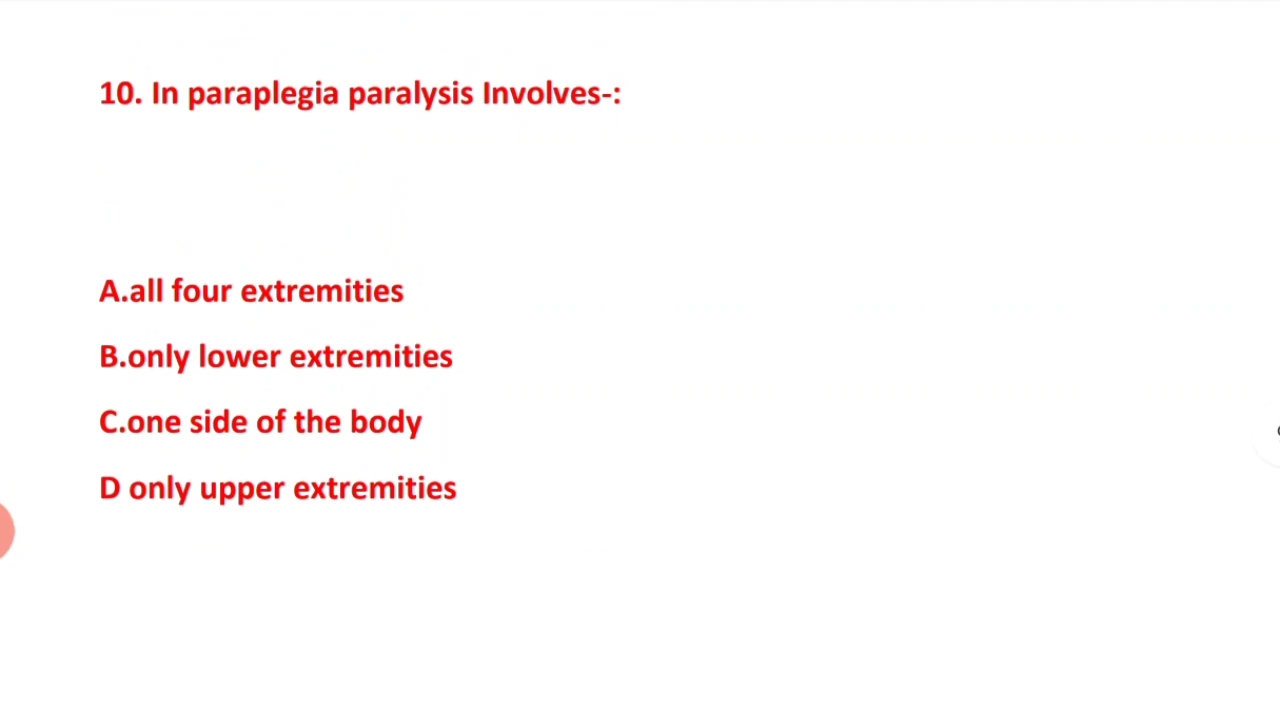 10. In paraplegia paralysis Involves-:
A.all four extremities
B.only lower extremities
C.one side of the body
D only upper extremities